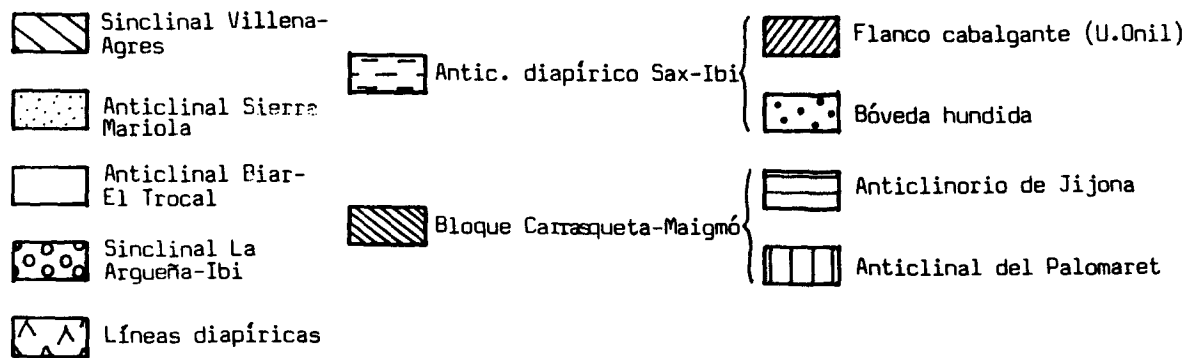 Sinclinal Villena-
Agres
Anticlinal Sierra
Mariola
Anticlinal Biar-
El Trocal
Sinclinal La
Argueña-Ibi
Líneas diapíricas
Antic. diapírico Sax-Ibi
Bloque Carrasqueta-Maigmó
Flanco cabalgante (U.Onil)
Bóveda hundida
Anticlinorio de Jijona
Anticlinal del Palomaret